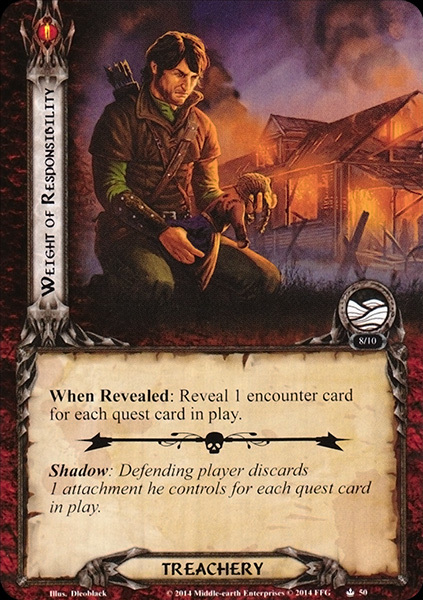 WEIGHT OF RESPONSIBILITY
8/10
When Revealed: Reveal 1 encounter card
for each quest card in play.
Shadow: Defending player discards
1 attachment he controls for each quest card
in play.
TREACHERY
Illus. Dleoblack © 2014 Middle-earth Enterprises © 2014 FFG 50